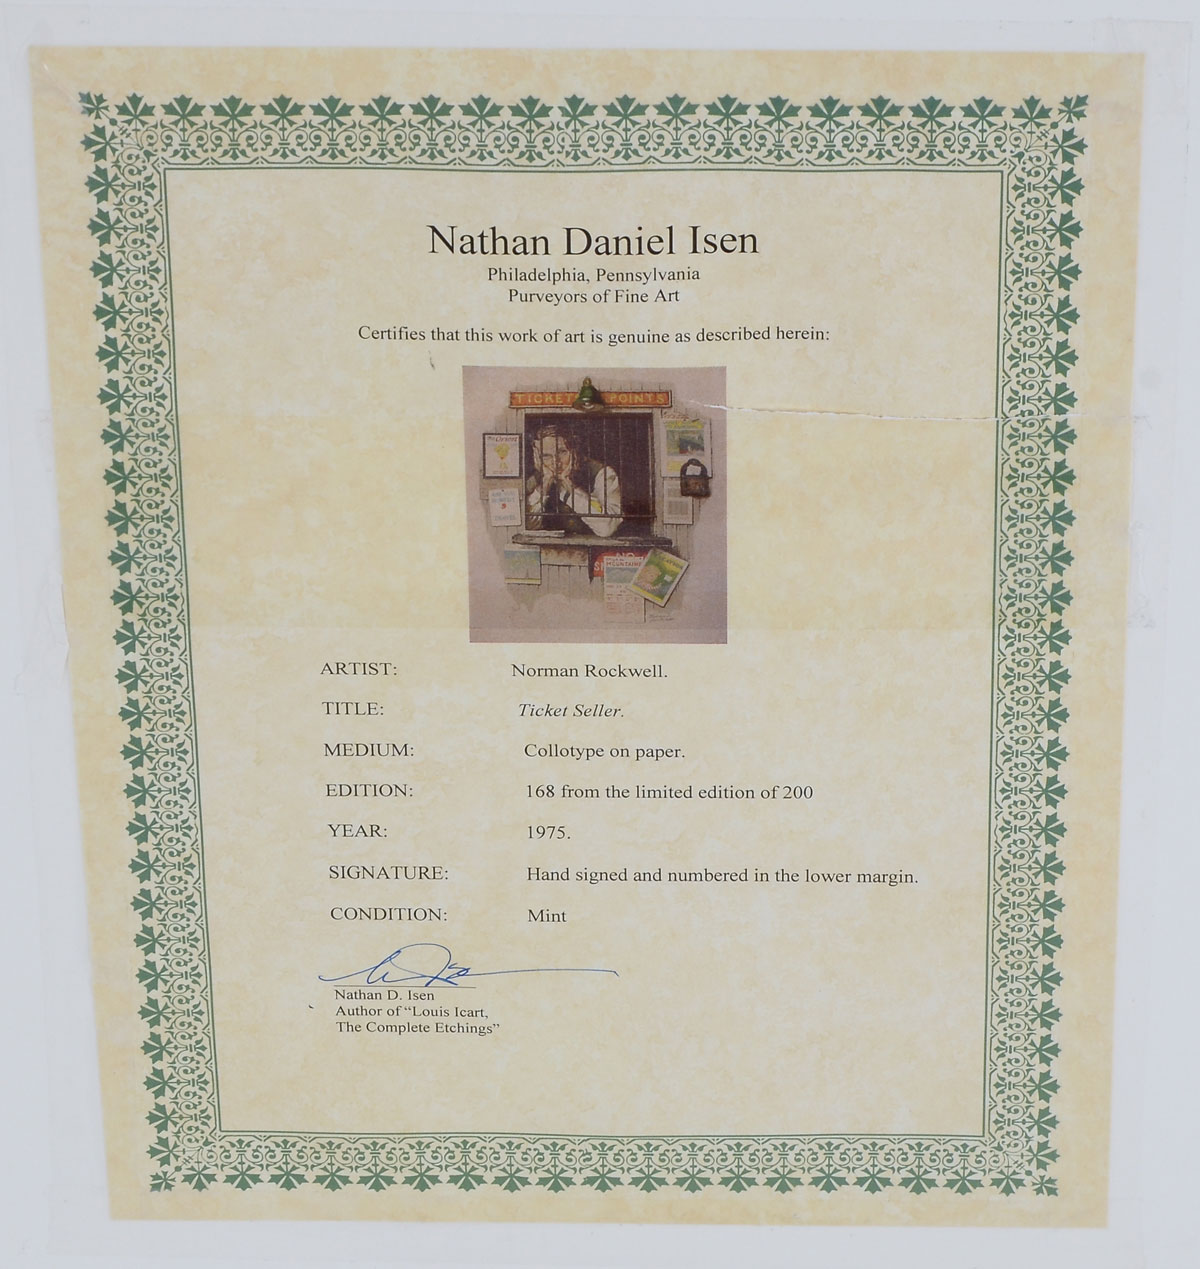 Nathan Daniel Isen
Philadelphia, Pennsylvania
Purveyors of Fine Art
Certifies that this work of art is genuine as described herein:
TICKET POINTS
ARTIST: Norman Rockwell.
TITLE: Ticket Seller.
MEDIUM: Collotype on paper.
EDITION: 168 from the limited edition of 200
YEAR: 1975.
SIGNATURE: Hand signed and numbered in the lower margin.
CONDITION: Mint
Nathan D. Isen
Author of "Louis Icart,
The Complete Etchings"